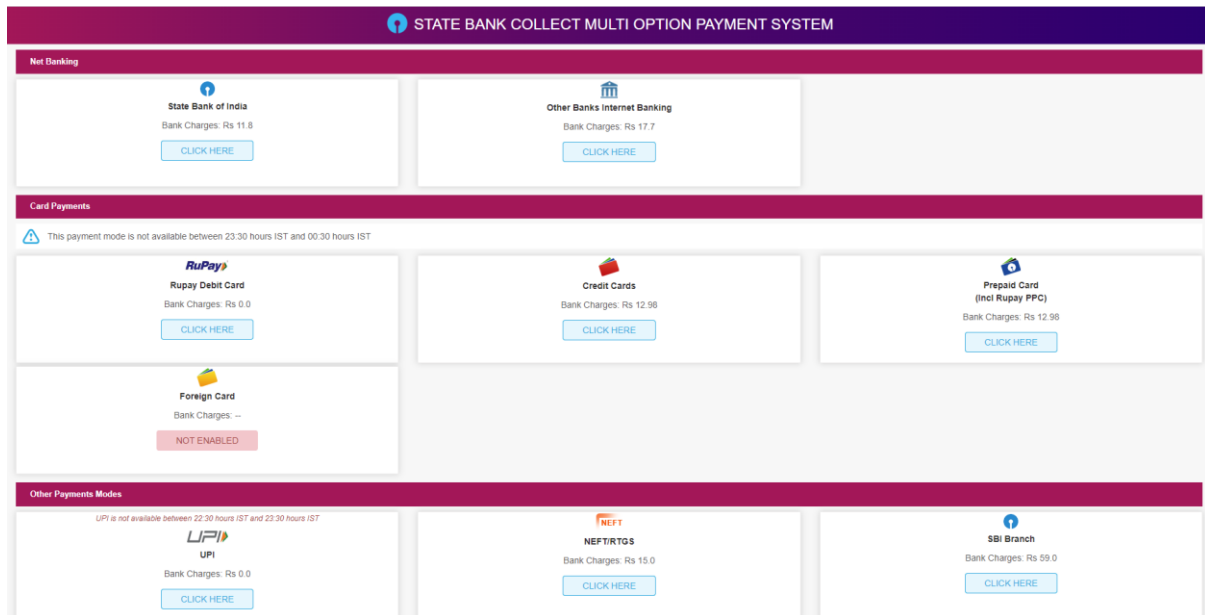 STATE BANK COLLECT MULTI OPTION PAYMENT SYSTEM
Net Banking
State Bank of India
Bank Charges: Rs 11.8
CLICK HERE
Other Banks Internet Banking
Bank Charges: Rs 17.7
CLICK HERE
Card Payments
This payment mode is not available between 23:30 hours IST and 00:30 hours IST
RuPay
Rupay Debit Card
Bank Charges: Rs 0.0
CLICK HERE
Credit Cards
Bank Charges: Rs 12.98
CLICK HERE
Prepaid Card
(Incl Rupay PPC)
Bank Charges: Rs 12.98
CLICK HERE
Foreign Card
Bank Charges: --
NOT ENABLED
Other Payments Modes
UPI is not available between 22:30 hours IST and 23:30 hours IST
UPI
UPI
Bank Charges: Rs 0.0
CLICK HERE
NEFT
NEFT/RTGS
Bank Charges: Rs 15.0
CLICK HERE
SBI Branch
Bank Charges: Rs 59.0
CLICK HERE